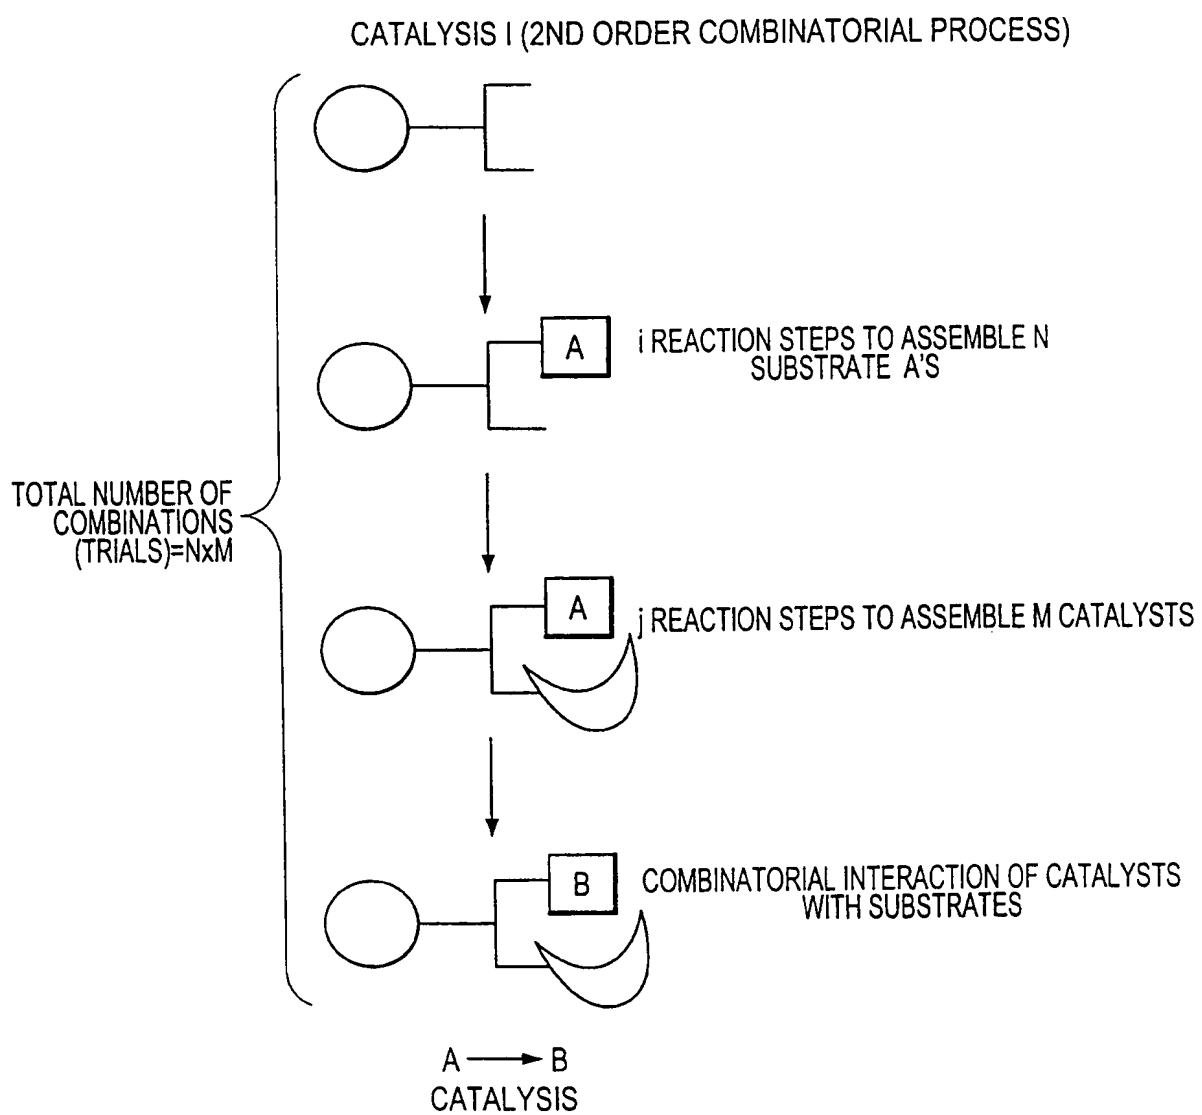 CATALYSIS I (2ND ORDER COMBINATORIAL PROCESS)
A
i REACTION STEPS TO ASSEMBLE N
SUBSTRATE A'S
TOTAL NUMBER OF
COMBINATIONS
(TRIALS)=NxM
A
j REACTION STEPS TO ASSEMBLE M CATALYSTS
B
COMBINATORIAL INTERACTION OF CATALYSTS
WITH SUBSTRATES
A B
CATALYSIS